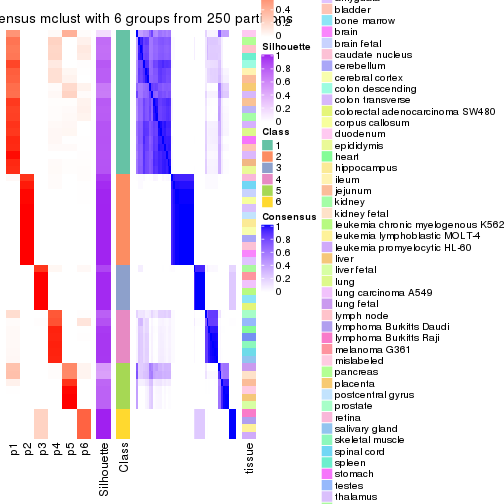 ensus mclust with 6 groups from 250 partitions
p1
p2
p3
p4
p5
p6
Silhouette
Class
tissue
0.4
0.2
0
Silhouette
1
0.8
0.6
0.4
0.2
0
Class
1
2
3
4
5
6
Consensus
1
0.8
0.6
0.4
0.2
0
bladder
bone marrow
brain
brain fetal
caudate nucleus
cerebellum
cerebral cortex
colon descending
colon transverse
colorectal adenocarcinoma SW480
corpus callosum
duodenum
epididymis
heart
hippocampus
ileum
jejunum
kidney
kidney fetal
leukemia chronic myelogenous K562
leukemia lymphoblastic MOLT-4
leukemia promyelocytic HL-60
liver
liver fetal
lung
lung carcinoma A549
lung fetal
lymph node
lymphoma Burkitts Daudi
lymphoma Burkitts Raji
melanoma G361
mislabeled
pancreas
placenta
postcentral gyrus
prostate
retina
salivary gland
skeletal muscle
spinal cord
spleen
stomach
testes
thalamus